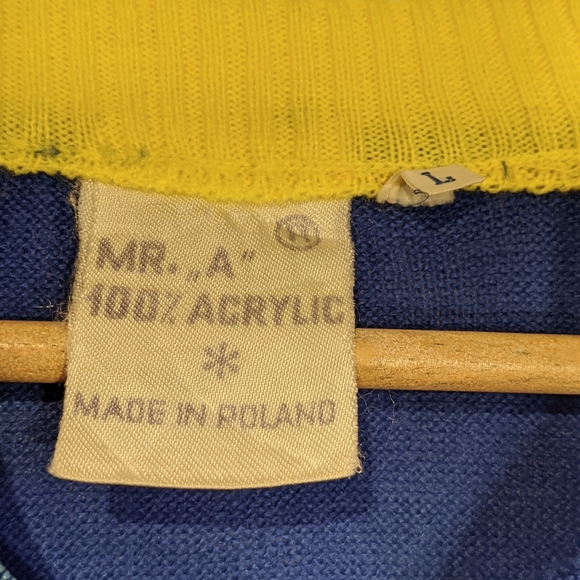 L
®
MR. „A"
100% ACRYLIC
*
MADE IN POLAND